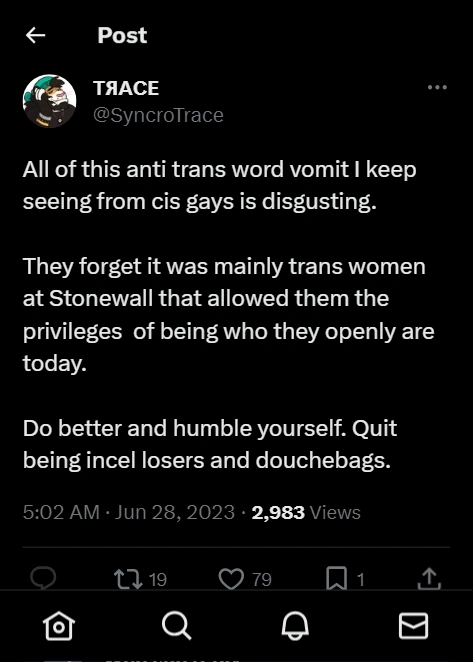 Post
TЯACE
@SyncroTrace
All of this anti trans word vomit I keep
seeing from cis gays is disgusting.
They forget it was mainly trans women
at Stonewall that allowed them the
privileges of being who they openly are
today.
Do better and humble yourself. Quit
being incel losers and douchebags.
5:02 AM · Jun 28, 2023 · 2,983 Views
19 79 1